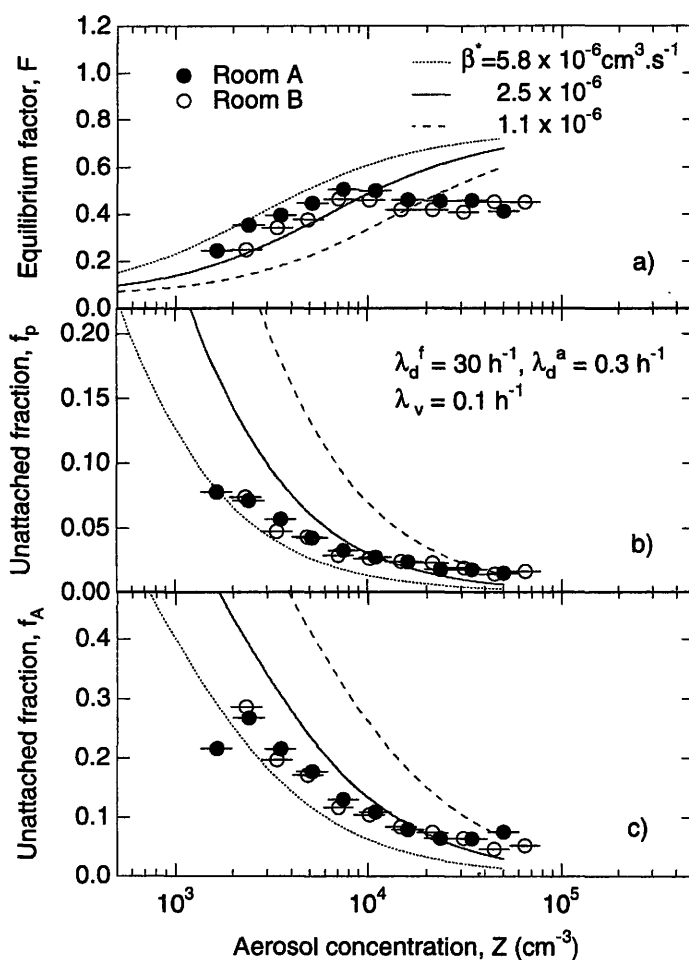 1.2
1.0
0.8
0.6
0.4
0.2
0.0
Equilibrium factor, F
Room A
Room B
β*=5.8 x 10-6cm3.s-1
2.5 x 10-6
1.1 x 10-6
a)
0.20
0.15
0.10
0.05
0.00
Unattached fraction, fp
λdf = 30 h-1, λda = 0.3 h-1
λv = 0.1 h-1
b)
0.4
0.3
0.2
0.1
0.0
Unattached fraction, fA
c)
103
104
105
Aerosol concentration, Z (cm-3)